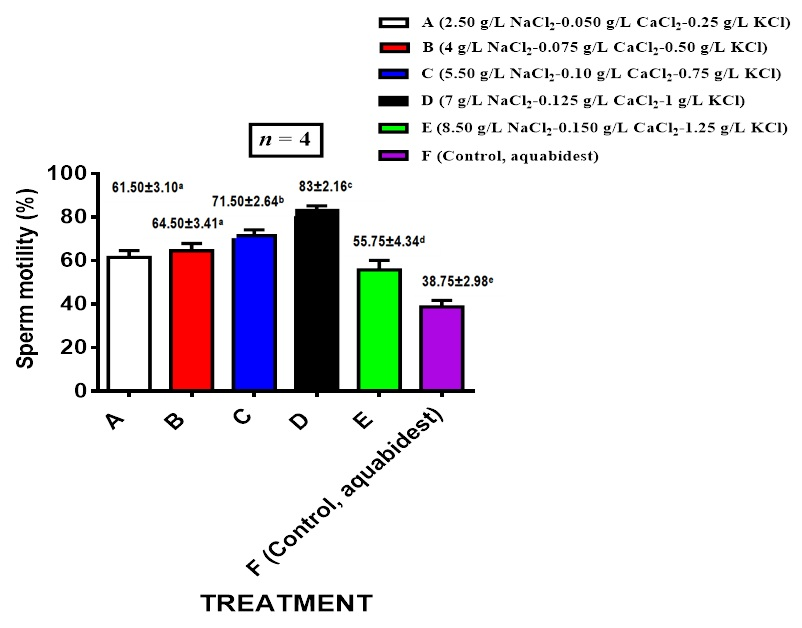 A (2.50 g/L NaCl₂-0.050 g/L CaCl₂-0.25 g/L KCl)
B (4 g/L NaCl₂-0.075 g/L CaCl₂-0.50 g/L KCl)
C (5.50 g/L NaCl₂-0.10 g/L CaCl₂-0.75 g/L KCl)
D (7 g/L NaCl₂-0.125 g/L CaCl₂-1 g/L KCl)
E (8.50 g/L NaCl₂-0.150 g/L CaCl₂-1.25 g/L KCl)
F (Control, aquabidest)
n = 4
Sperm motility (%)
100
80
60
40
20
0
61.50±3.10ᵃ
64.50±3.41ᵃ
71.50±2.64ᵇ
83±2.16ᶜ
55.75±4.34ᵈ
38.75±2.98ᵉ
A
B
C
D
E
F (Control, aquabidest)
TREATMENT